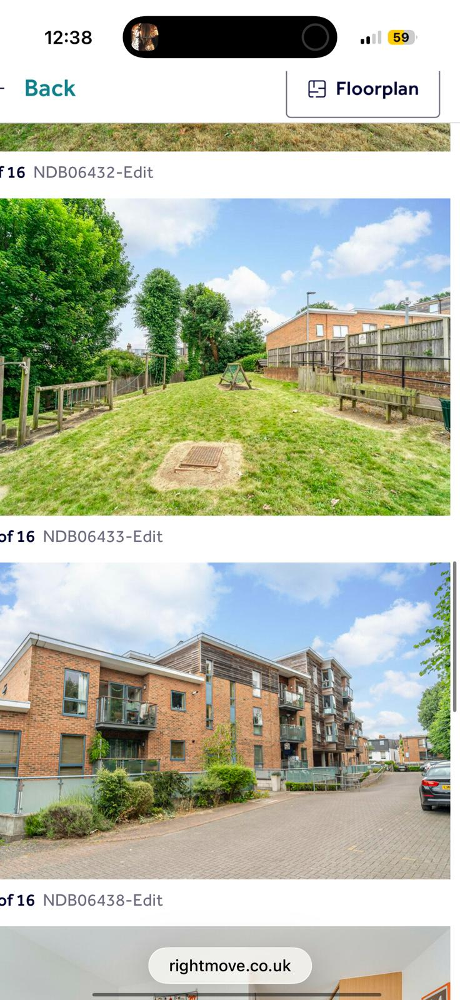 12:38
59
Back
Floorplan
of 16 NDB06432-Edit
of 16 NDB06433-Edit
of 16 NDB06438-Edit
rightmove.co.uk